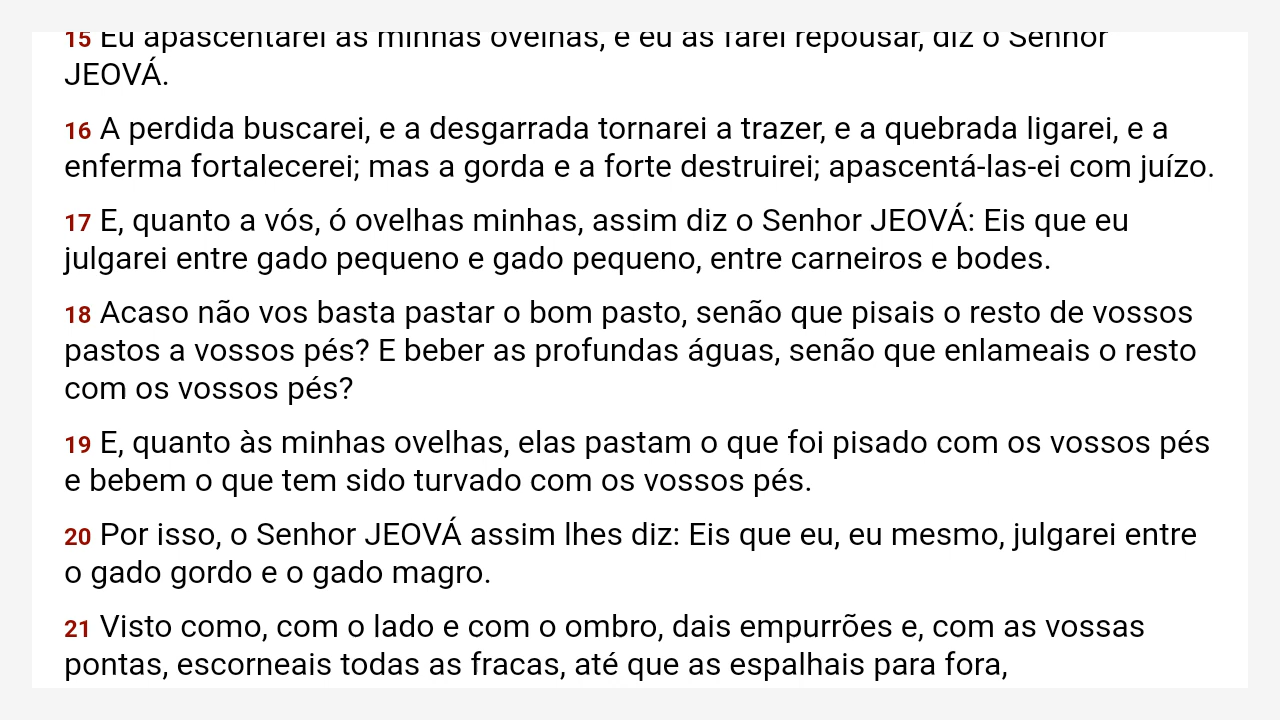 15 Eu apascentarei as minhas ovelhas, e eu as farei repousar, diz o Senhor
JEOVÁ.
16 A perdida buscarei, e a desgarrada tornarei a trazer, e a quebrada ligarei, e a
enferma fortalecerei; mas a gorda e a forte destruirei; apascentá-las-ei com juízo.
17 E, quanto a vós, ó ovelhas minhas, assim diz o Senhor JEOVÁ: Eis que eu
julgarei entre gado pequeno e gado pequeno, entre carneiros e bodes.
18 Acaso não vos basta pastar o bom pasto, senão que pisais o resto de vossos
pastos a vossos pés? E beber as profundas águas, senão que enlameais o resto
com os vossos pés?
19 E, quanto às minhas ovelhas, elas pastam o que foi pisado com os vossos pés
e bebem o que tem sido turvado com os vossos pés.
20 Por isso, o Senhor JEOVÁ assim lhes diz: Eis que eu, eu mesmo, julgarei entre
o gado gordo e o gado magro.
21 Visto como, com o lado e com o ombro, dais empurrões e, com as vossas
pontas, escorneais todas as fracas, até que as espalhais para fora,